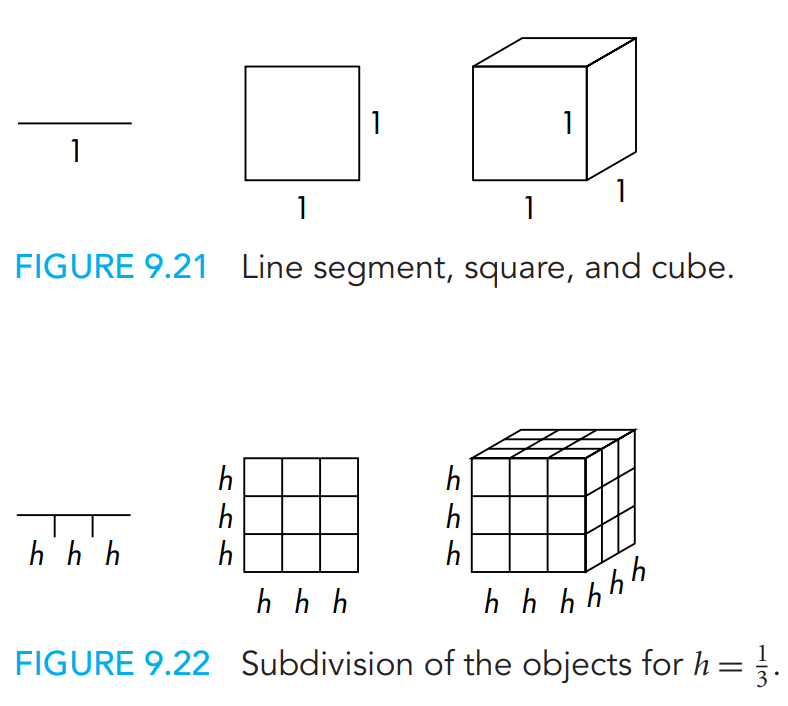 1
1
1
1
1
1
FIGURE 9.21 Line segment, square, and cube.
h h h
h
h
h
h h h
h
h
h
h h h h h h
FIGURE 9.22 Subdivision of the objects for h = 1/3.